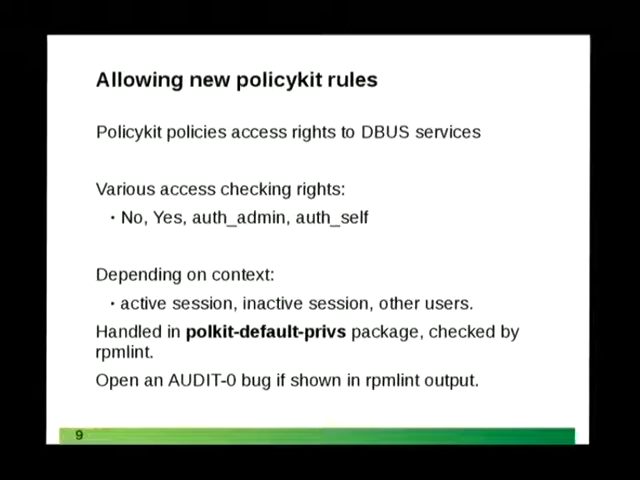 Allowing new policykit rules
Policykit policies access rights to DBUS services
Various access checking rights:
• No, Yes, auth_admin, auth_self
Depending on context:
• active session, inactive session, other users.
Handled in polkit-default-privs package, checked by
rpmlint.
Open an AUDIT-0 bug if shown in rpmlint output.
9